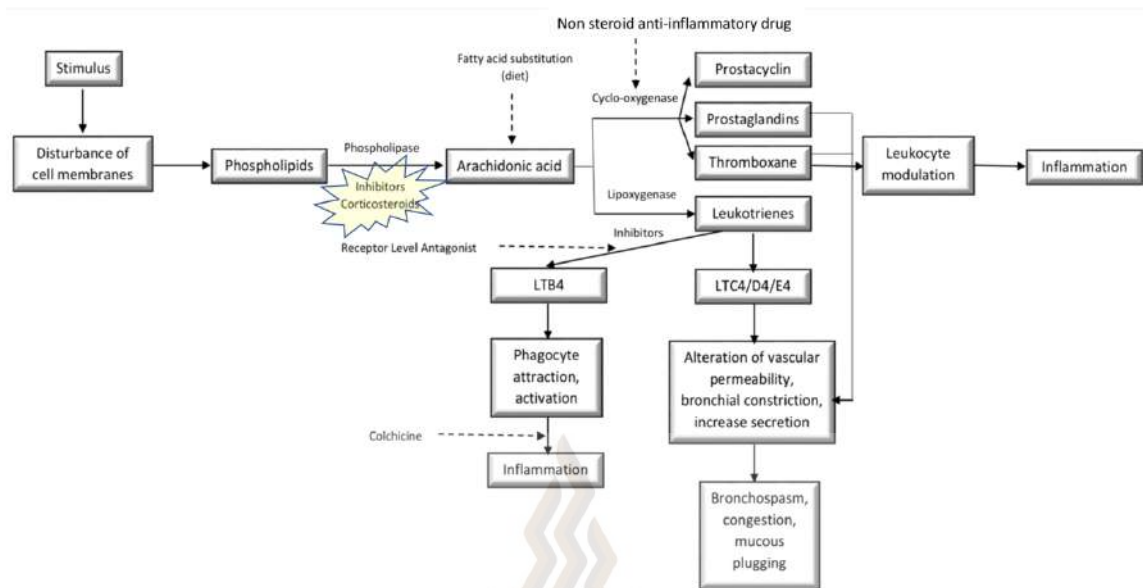 Non steroid anti-inflammatory drug
Stimulus
Fatty acid substitution
(diet)
Prostacyclin
Cyclo-oxygenase
Prostaglandins
Disturbance of
cell membranes
Phospholipids
Phospholipase
Arachidonic acid
Thromboxane
Leukocyte
modulation
Inflammation
Inhibitors
Corticosteroids
Lipoxygenase
Leukotrienes
Inhibitors
Receptor Level Antagonist
LTB4
LTC4/D4/E4
Phagocyte
attraction,
activation
Alteration of vascular
permeability,
bronchial constriction,
increase secretion
Colchicine
Inflammation
Bronchospasm,
congestion,
mucous
plugging